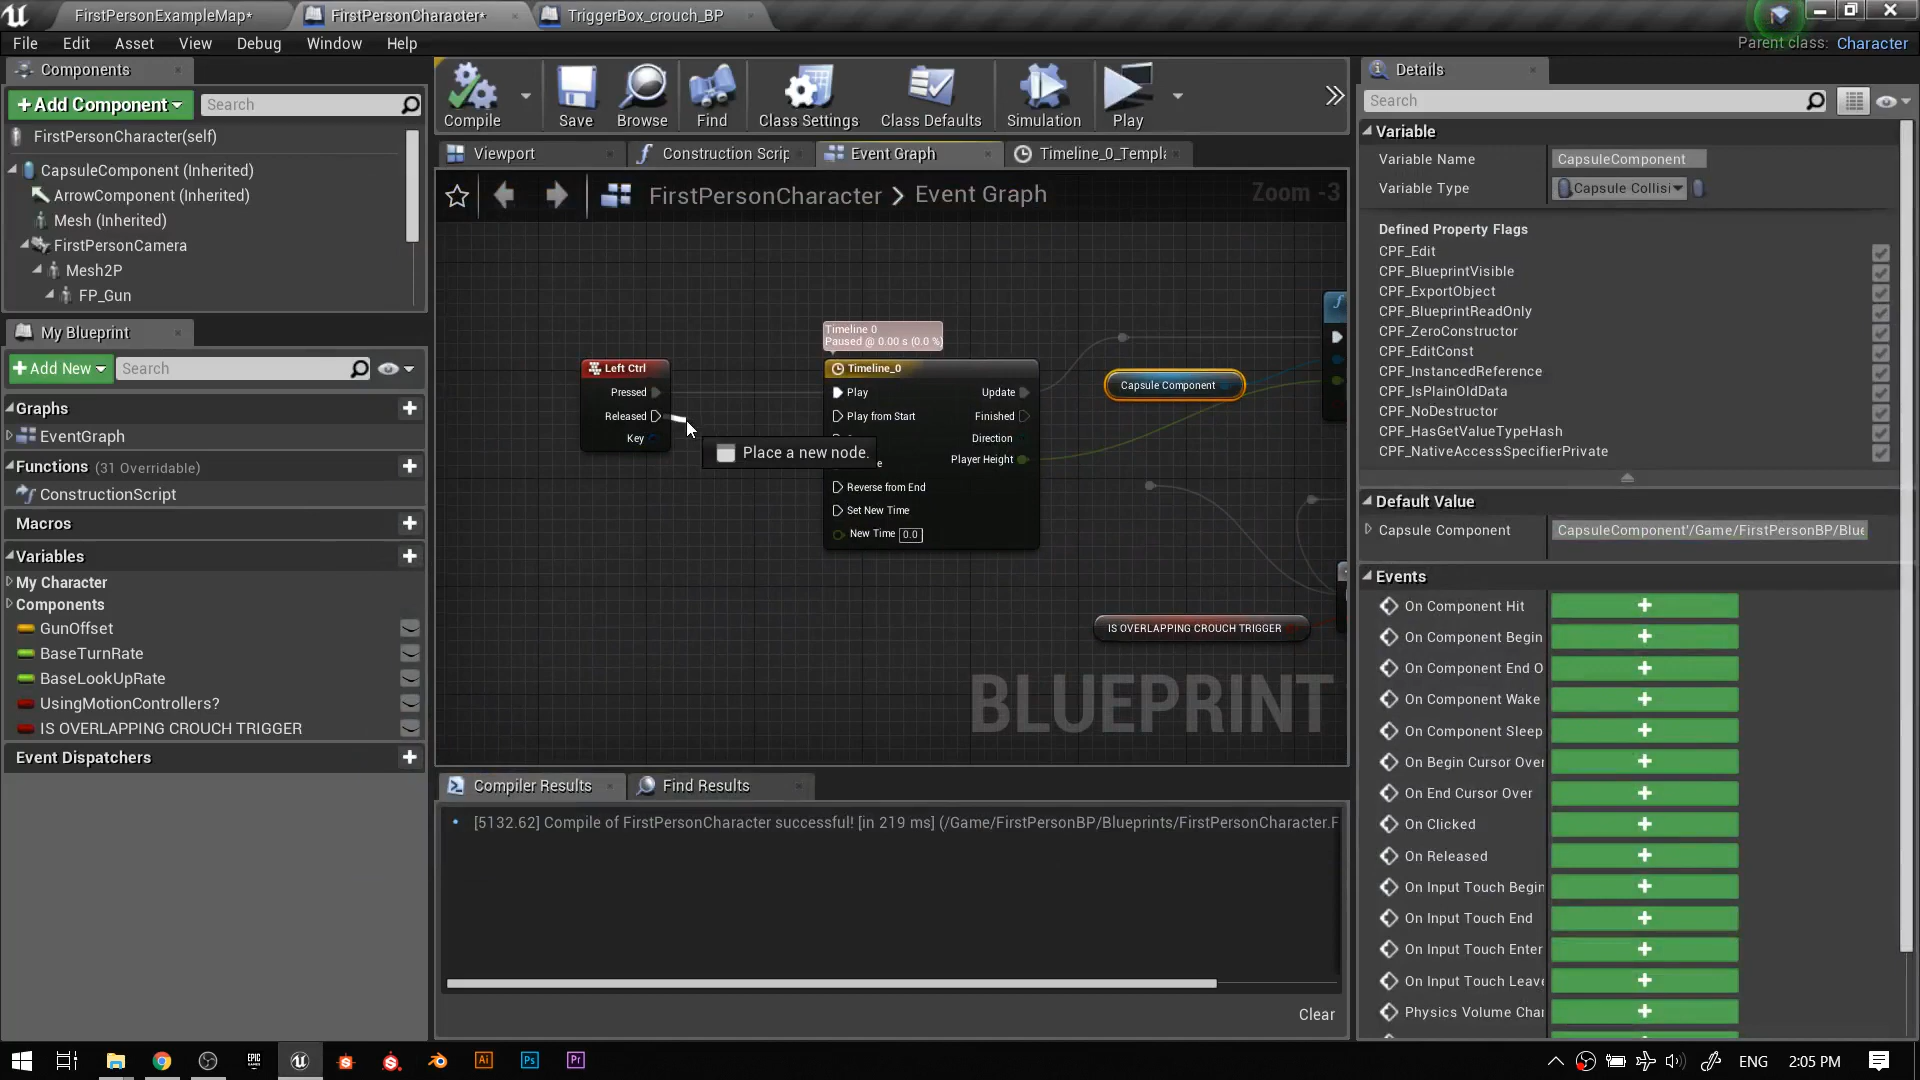 FirstPersonExampleMap*
FirstPersonCharacter*
TriggerBox_crouch_BP
File Edit Asset View Debug Window Help
Parent class: Character
Components
+Add Component
Search
FirstPersonCharacter(self)
CapsuleComponent (Inherited)
ArrowComponent (Inherited)
Mesh (Inherited)
FirstPersonCamera
Mesh2P
FP_Gun
My Blueprint
+Add New
Search
Graphs
EventGraph
Functions (31 Overridable)
ConstructionScript
Macros
Variables
My Character
Components
GunOffset
BaseTurnRate
BaseLookUpRate
UsingMotionControllers?
IS OVERLAPPING CROUCH TRIGGER
Event Dispatchers
Compile
Save
Browse
Find
Class Settings
Class Defaults
Simulation
Play
Viewport
Construction Scrip
Event Graph
Timeline_0_Templa
FirstPersonCharacter > Event Graph
Zoom -3
Timeline 0
Paused @ 0.00 s (0.0 %)
Left Ctrl
Pressed
Released
Key
Place a new node.
Timeline_0
Play
Update
Play from Start
Finished
Direction
Player Height
Reverse from End
Set New Time
New Time 0.0
Capsule Component
IS OVERLAPPING CROUCH TRIGGER
BLUEPRINT
Compiler Results
Find Results
[5132.62] Compile of FirstPersonCharacter successful! [in 219 ms] (/Game/FirstPersonBP/Blueprints/FirstPersonCharacter.F
Clear
Details
Search
Variable
Variable Name CapsuleComponent
Variable Type Capsule Collisi
Defined Property Flags
CPF_Edit
CPF_BlueprintVisible
CPF_ExportObject
CPF_BlueprintReadOnly
CPF_ZeroConstructor
CPF_EditConst
CPF_InstancedReference
CPF_IsPlainOldData
CPF_NoDestructor
CPF_HasGetValueTypeHash
CPF_NativeAccessSpecifierPrivate
Default Value
Capsule Component CapsuleComponent'/Game/FirstPersonBP/Blue
Events
On Component Hit
On Component Begin
On Component End O
On Component Wake
On Component Sleep
On Begin Cursor Over
On End Cursor Over
On Clicked
On Released
On Input Touch Begin
On Input Touch End
On Input Touch Enter
On Input Touch Leave
Physics Volume Chan
EPIC
GAMES
Ai
Ps
Pr
ENG
2:05 PM